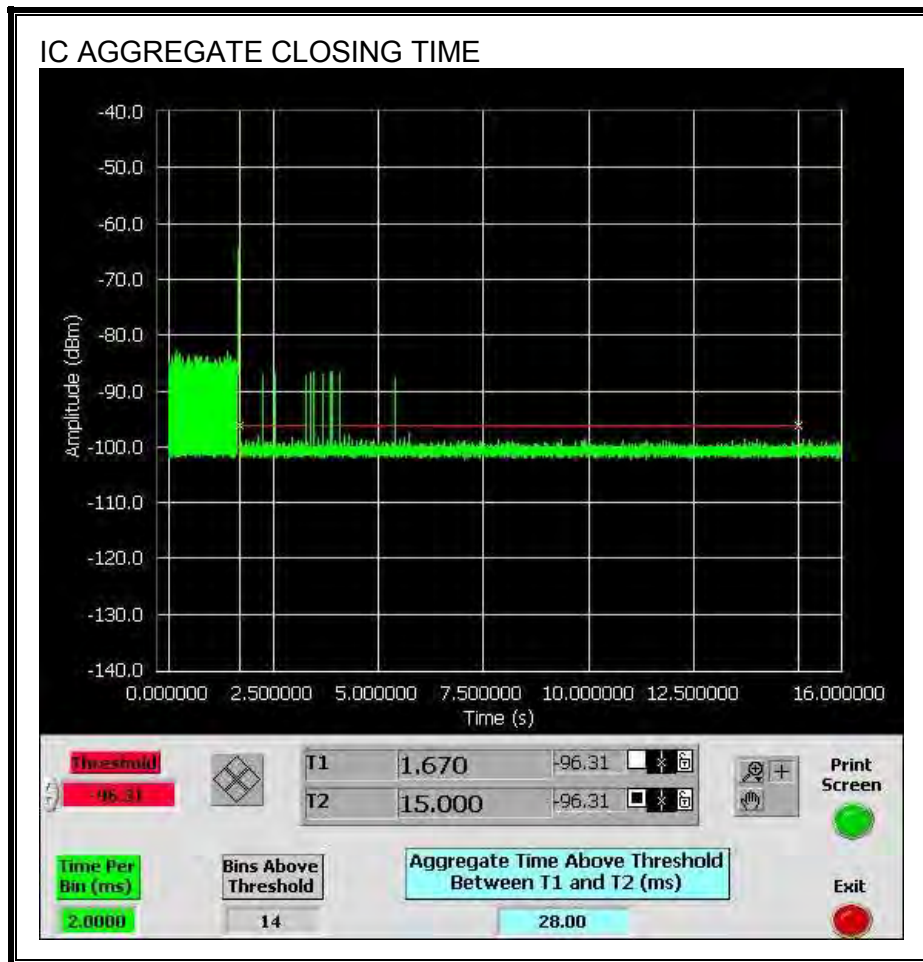 IC AGGREGATE CLOSING TIME
-40.0
-50.0
-60.0
-70.0
-80.0
-90.0
-100.0
-110.0
-120.0
-130.0
-140.0
Amplitude (dBm)
0.000000 2.500000 5.000000 7.500000 10.000000 12.500000 16.000000
Time (s)
Threshold
-96.31
T1 1.670 -96.31
T2 15.000 -96.31
Print Screen
Time Per Bin (ms)
2.0000
Bins Above Threshold
14
Aggregate Time Above Threshold Between T1 and T2 (ms)
28.00
Exit